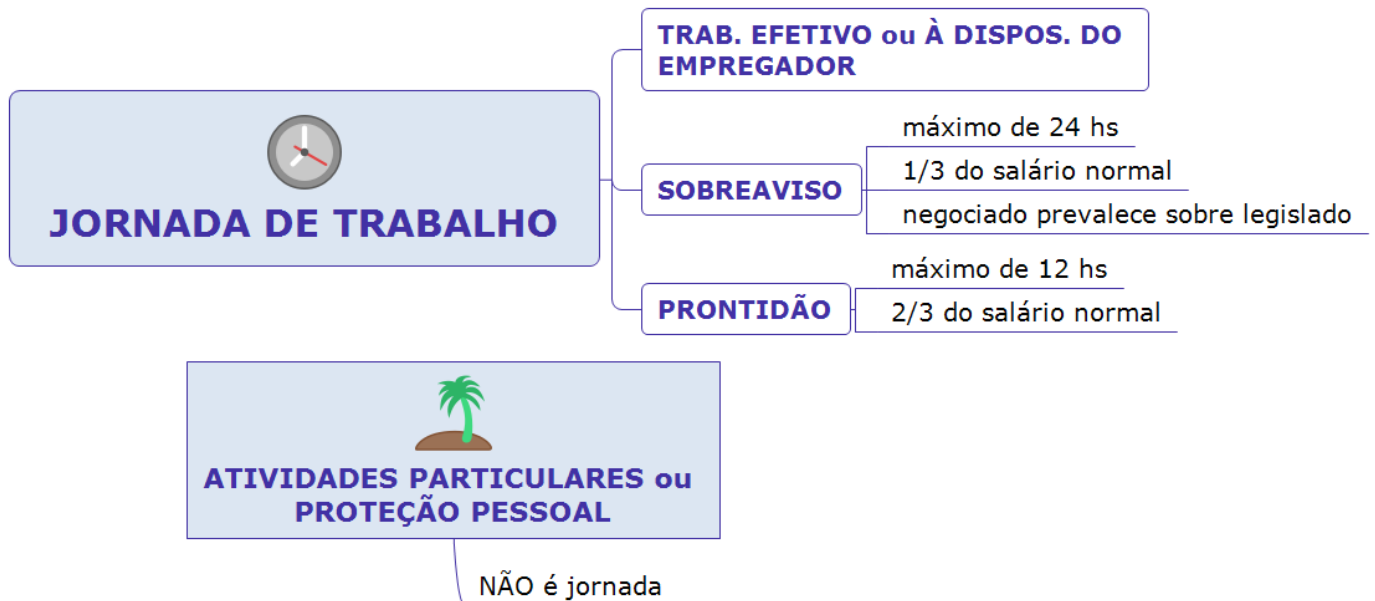 JORNADA DE TRABALHO
TRAB. EFETIVO ou À DISPOS. DO
EMPREGADOR
SOBREAVISO
máximo de 24 hs
1/3 do salário normal
negociado prevalece sobre legislado
PRONTIDÃO
máximo de 12 hs
2/3 do salário normal
ATIVIDADES PARTICULARES ou
PROTEÇÃO PESSOAL
NÃO é jornada